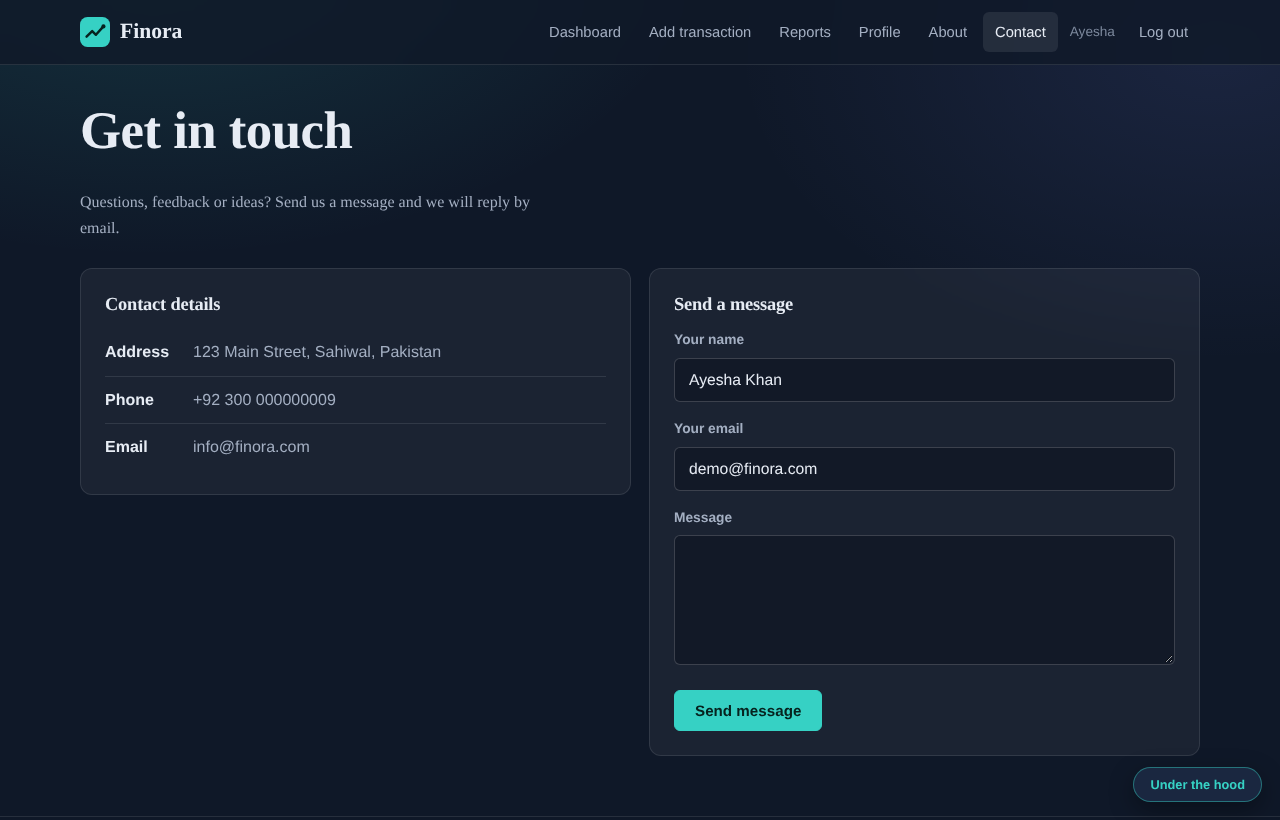 Finora
Dashboard
Add transaction
Reports
Profile
About
Contact
Ayesha
Log out
Get in touch
Questions, feedback or ideas? Send us a message and we will reply by
email.
Contact details
Address 123 Main Street, Sahiwal, Pakistan
Phone +92 300 000000009
Email info@finora.com
Send a message
Your name
Ayesha Khan
Your email
demo@finora.com
Message
Send message
Under the hood